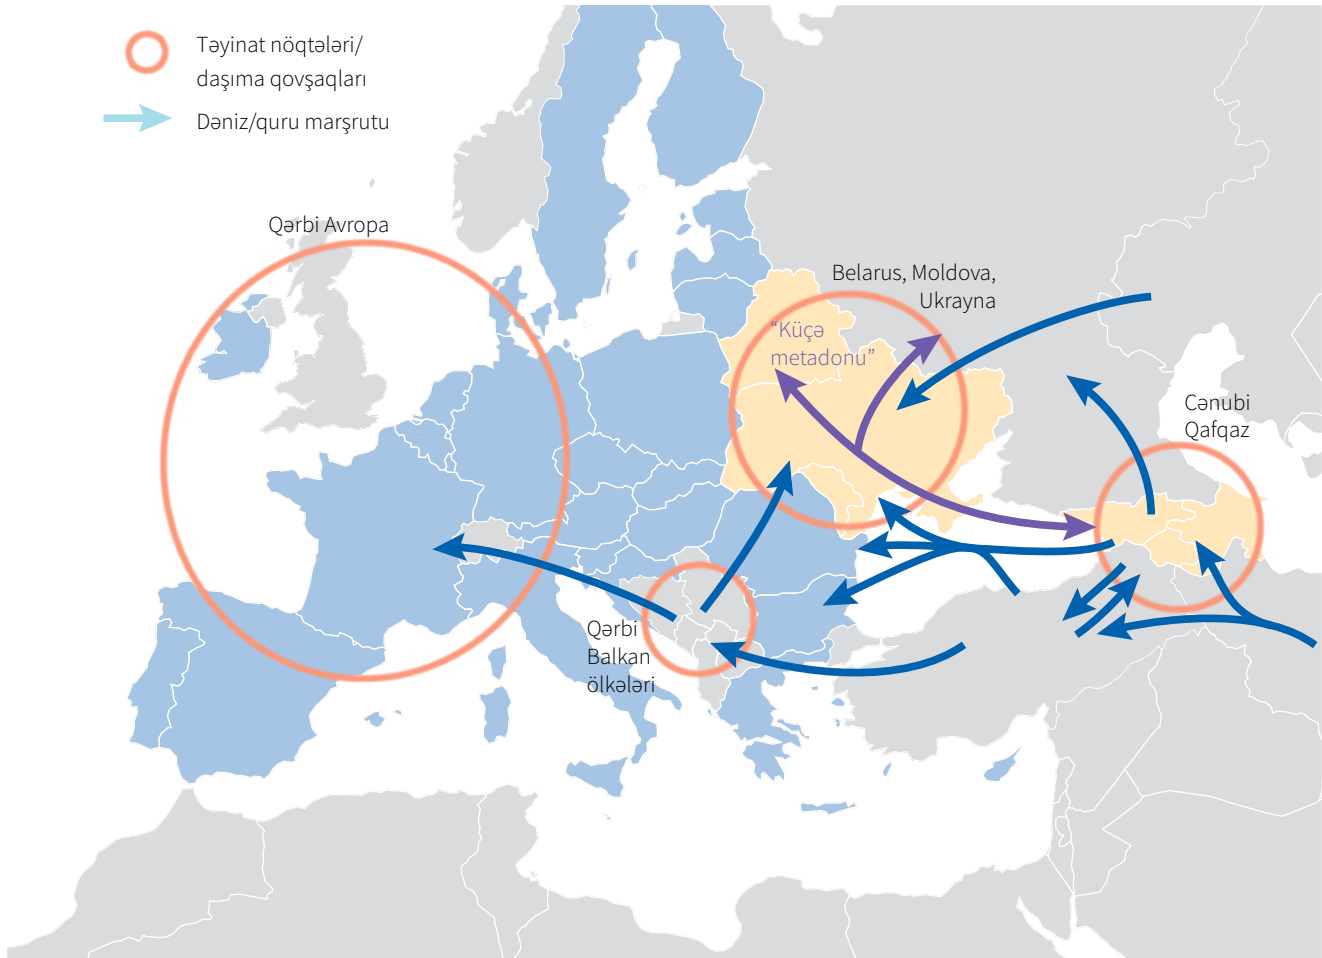 Təyinat nöqtələri/
daşıma qovşaqları
Dəniz/quru marşrutu
Qərbi Avropa
Belarus, Moldova,
Ukrayna
“Küçə
metadonu”
Cənubi
Qafqaz
Qərbi
Balkan
ölkələri